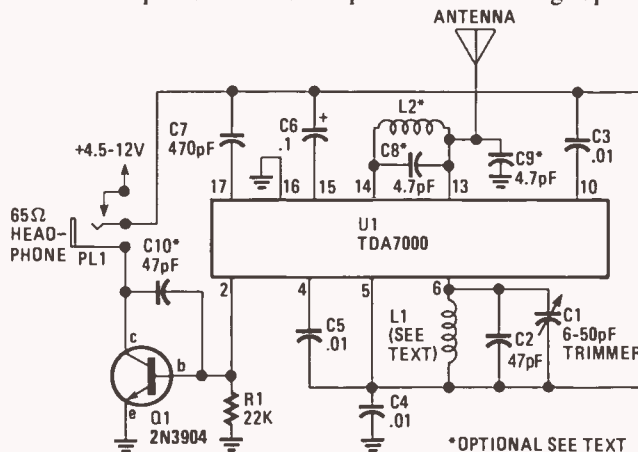 ANTENNA
L2*
C7
470pF
C6
.1
+
C8*
4.7pF
C9*
4.7pF
C3
.01
+4.5-12V
17
16
15
14
13
10
65Ω
HEAD-
PHONE
PL1
U1
TDA7000
C10*
47pF
2
4
5
6
C5
.01
L1
(SEE
TEXT)
C2
47pF
C1
6-50pF
TRIMMER
c
b
e
Q1
2N3904
R1
22K
C4
.01
*OPTIONAL SEE TEXT